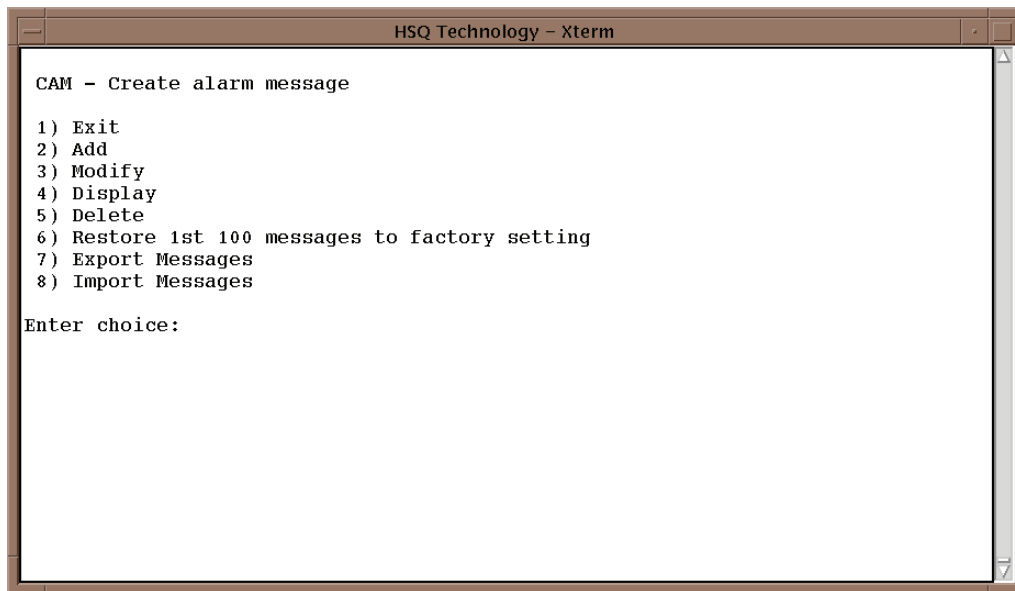 HSQ Technology – Xterm
CAM – Create alarm message
1) Exit
2) Add
3) Modify
4) Display
5) Delete
6) Restore 1st 100 messages to factory setting
7) Export Messages
8) Import Messages
Enter choice: